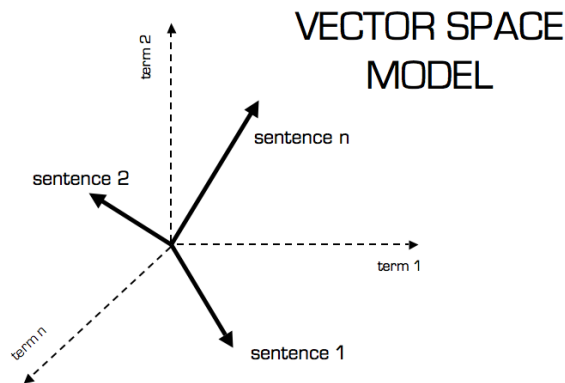 VECTOR SPACE
MODEL
term 2
sentence n
sentence 2
term 1
term n
sentence 1